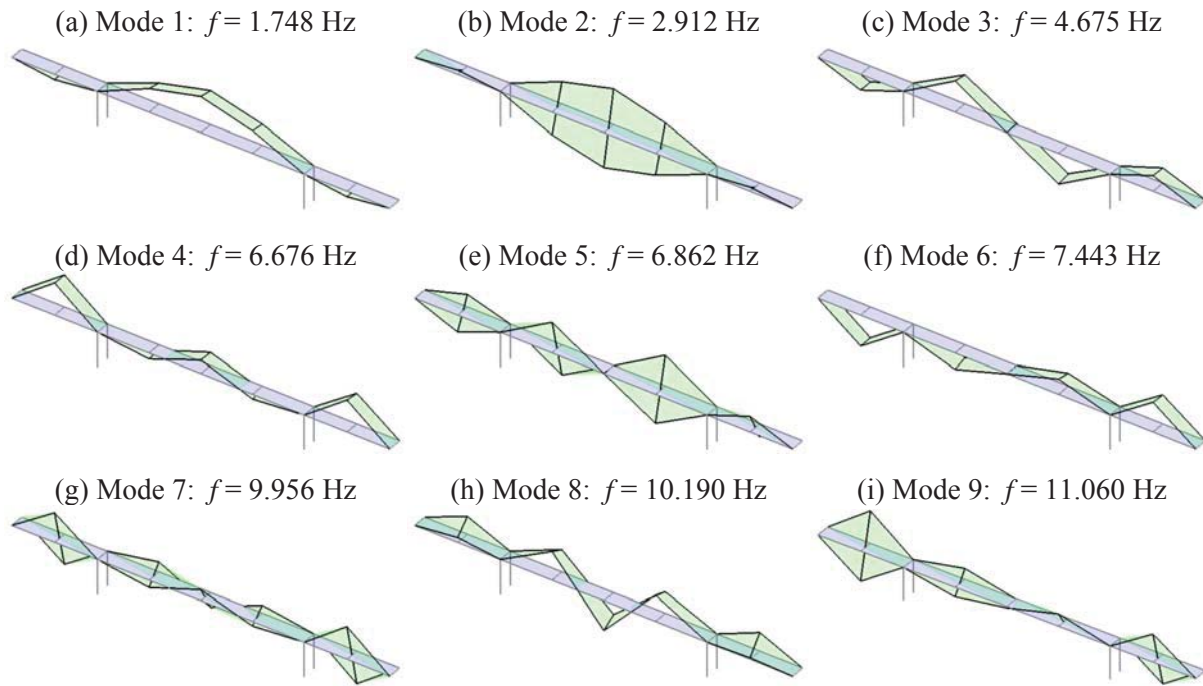 (a) Mode 1: f = 1.748 Hz
(b) Mode 2: f = 2.912 Hz
(c) Mode 3: f = 4.675 Hz
(d) Mode 4: f = 6.676 Hz
(e) Mode 5: f = 6.862 Hz
(f) Mode 6: f = 7.443 Hz
(g) Mode 7: f = 9.956 Hz
(h) Mode 8: f = 10.190 Hz
(i) Mode 9: f = 11.060 Hz